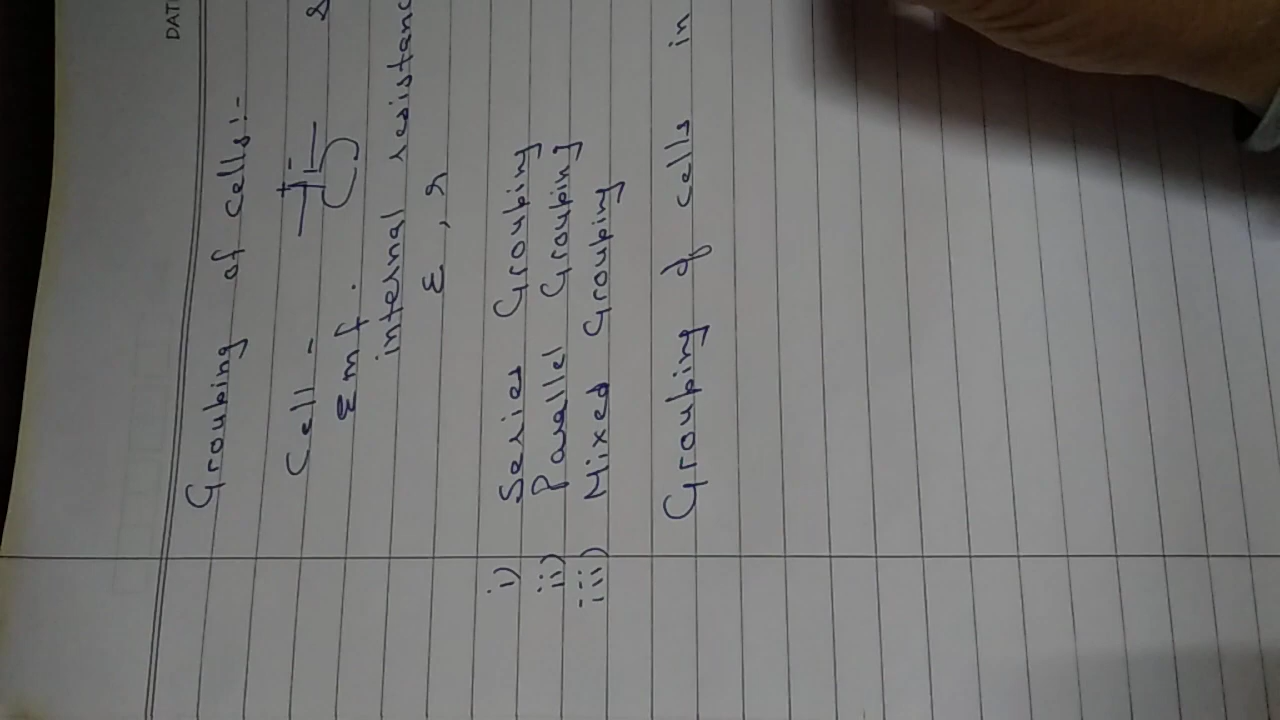 DAT
Grouping of cells:-
Cell - + -
Emf.
internal resistanc
ε, r
i) Series Grouping
ii) Parallel Grouping
iii) Mixed Grouping
Grouping of cells in